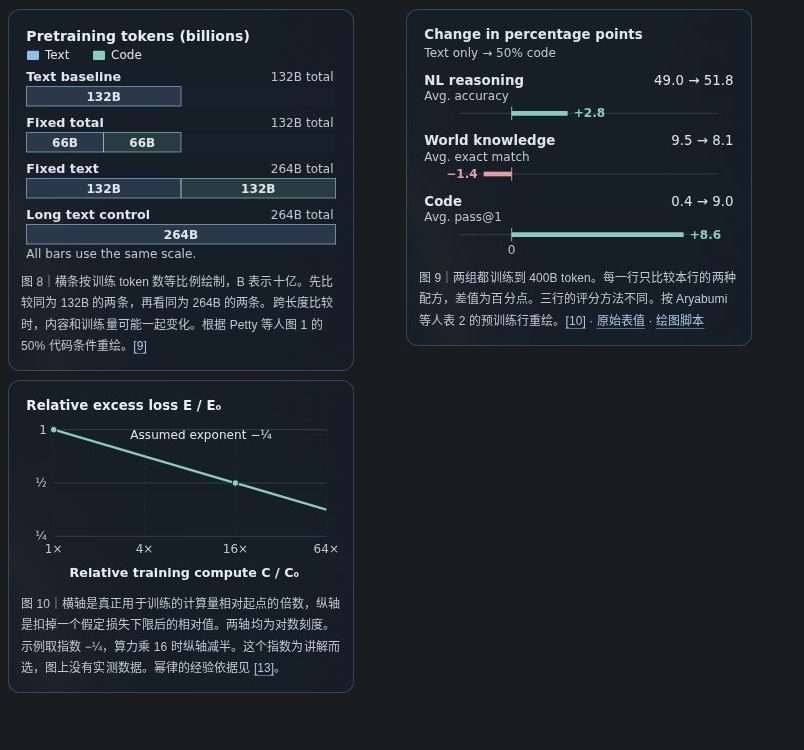 Pretraining tokens (billions)
Text Code
Text baseline 132B total
132B
Fixed total 132B total
66B 66B
Fixed text 264B total
132B 132B
Long text control 264B total
264B
All bars use the same scale.
图 8｜横条按训练 token 数等比例绘制，B 表示十亿。先比
较同为 132B 的两条，再看同为 264B 的两条。跨长度比较
时，内容和训练量可能一起变化。根据 Petty 等人图 1 的
50% 代码条件重绘。[9]
Change in percentage points
Text only → 50% code
NL reasoning 49.0 → 51.8
Avg. accuracy
+2.8
World knowledge 9.5 → 8.1
Avg. exact match
−1.4
Code 0.4 → 9.0
Avg. pass@1
+8.6
0
图 9｜两组都训练到 400B token。每一行只比较本行的两种
配方，差值为百分点。三行的评分方法不同。按 Aryabumi
等人表 2 的预训练行重绘。[10] · 原始表值 · 绘图脚本
Relative excess loss E / E₀
1
Assumed exponent −¼
½
¼
1× 4× 16× 64×
Relative training compute C / C₀
图 10｜横轴是真正用于训练的计算量相对起点的倍数，纵轴
是扣掉一个假定损失下限后的相对值。两轴均为对数刻度。
示例取指数 −¼，算力乘 16 时纵轴减半。这个指数为讲解而
选，图上没有实测数据。幂律的经验依据见 [13]。